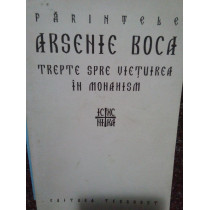 PĂRINTELE
ARSENIE BOCA
TREPTE SPRE VIEȚUIREA
ÎN MONAHISM